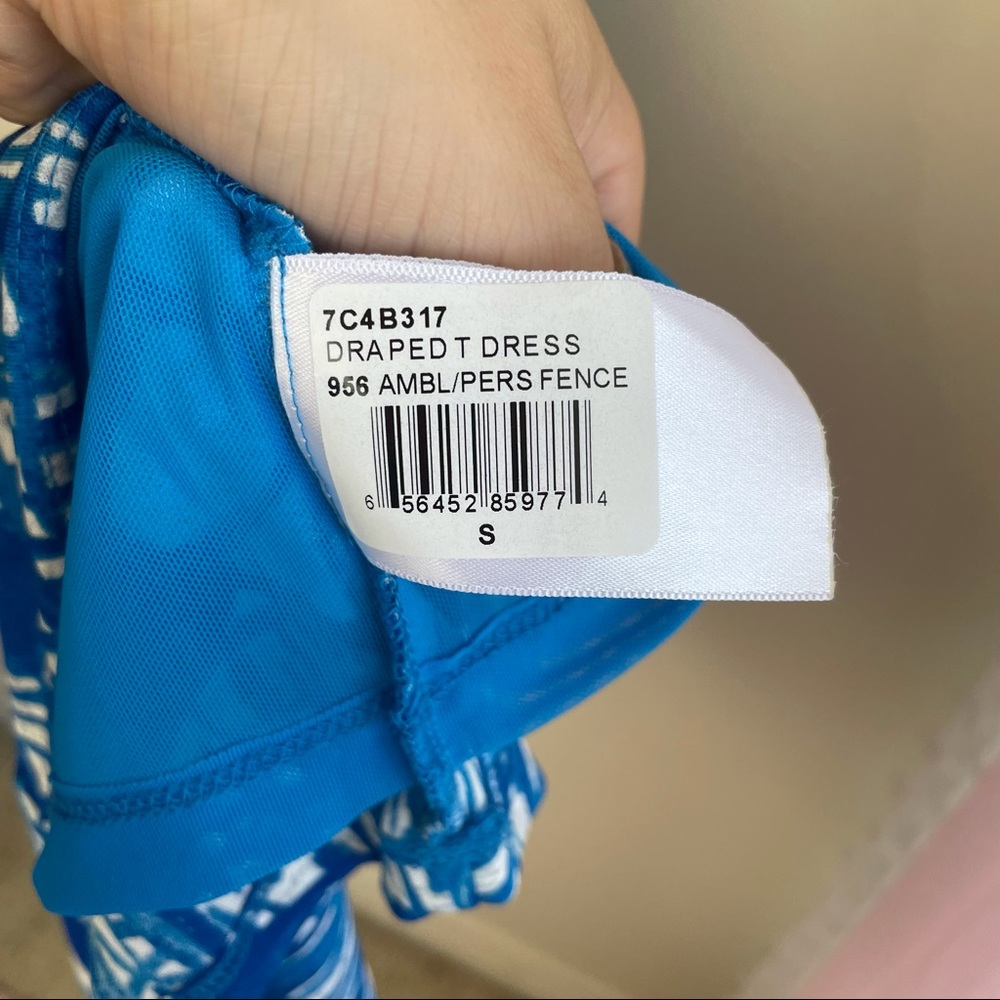 7C4B317
DRAPED T DRESS
956 AMBL/PERS FENCE
6 56452 85977 4
S